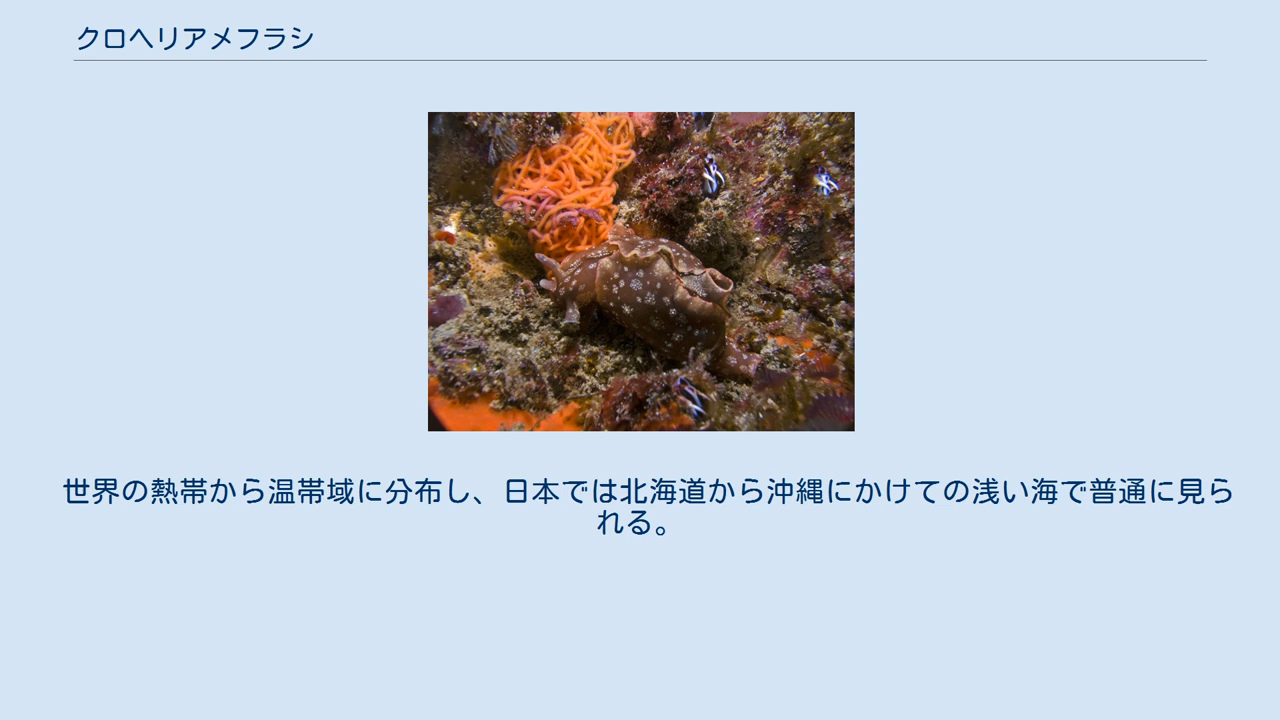 クロヘリアメフラシ
世界の熱帯から温帯域に分布し、日本では北海道から沖縄にかけての浅い海で普通に見ら
れる。